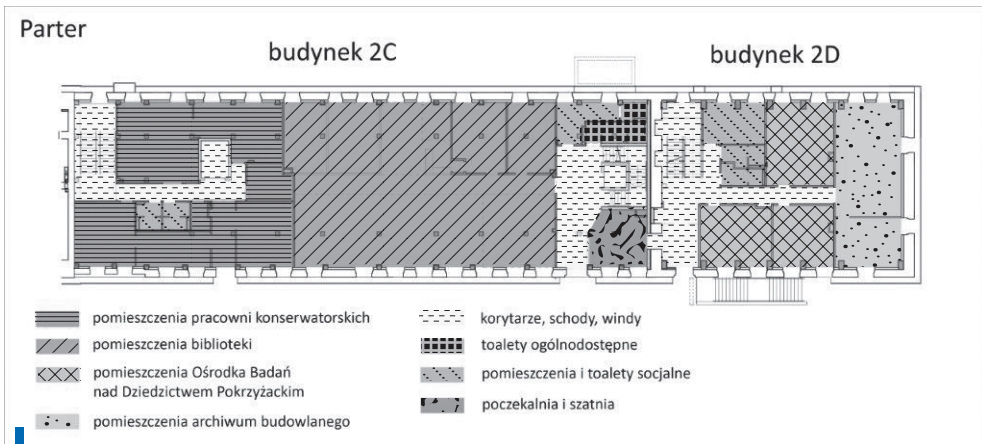 Parter
budynek 2C
budynek 2D
pomieszczenia pracowni konserwatorskich
pomieszczenia biblioteki
pomieszczenia Ośrodka Badań
nad Dziedzictwem Pokrzyżackim
pomieszczenia archiwum budowlanego
korytarze, schody, windy
toalety ogólnodostępne
pomieszczenia i toalety socjalne
poczekalnia i szatnia